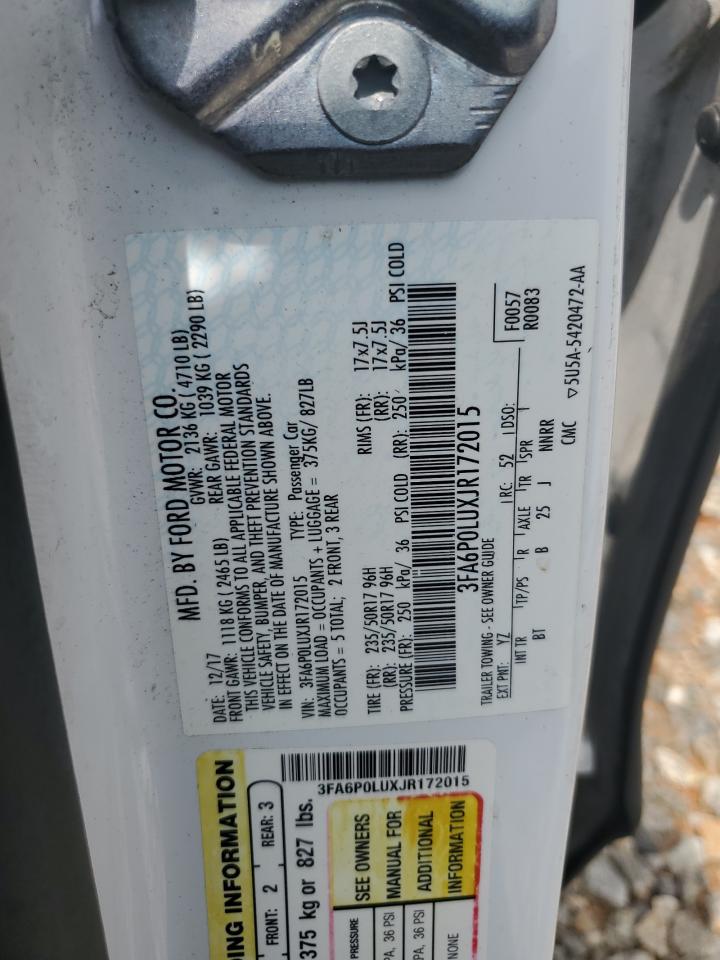 MFD. BY FORD MOTOR CO.
DATE: 12/17 GVWR: 2136 KG ( 4710 LB)
FRONT GAWR: 1118 KG ( 2465 LB) REAR GAWR: 1039 KG ( 2290 LB)
THIS VEHICLE CONFORMS TO ALL APPLICABLE FEDERAL MOTOR
VEHICLE SAFETY, BUMPER, AND THEFT PREVENTION STANDARDS
IN EFFECT ON THE DATE OF MANUFACTURE SHOWN ABOVE.
VIN: 3FA6P0LUXJR172015 TYPE: Passenger Car
MAXIMUM LOAD = OCCUPANTS + LUGGAGE = 375KG/ 827LB
OCCUPANTS = 5 TOTAL; 2 FRONT, 3 REAR
TIRE (FR): 235/50R17 96H RIMS (FR): 17x7.5J
(RR): 235/50R17 96H (RR): 17x7.5J
PRESSURE (FR): 250 kPa/ 36 PSI COLD (RR): 250 kPa/ 36 PSI COLD
3FA6P0LUXJR172015
TRAILER TOWING - SEE OWNER GUIDE
F0057
R0083
EXT PNT: YZ RC: 52 DSO:
INT TR TP/PS R AXLE TR SPR
BT B 25 J NNRR
CMC ▽5U5A-5420472-AA
3FA6P0LUXJR172015
DING INFORMATION
FRONT: 2 REAR: 3
375 kg or 827 lbs.
PRESSURE
PA, 36 PSI
PA, 36 PSI
NONE
SEE OWNERS
MANUAL FOR
ADDITIONAL
INFORMATION